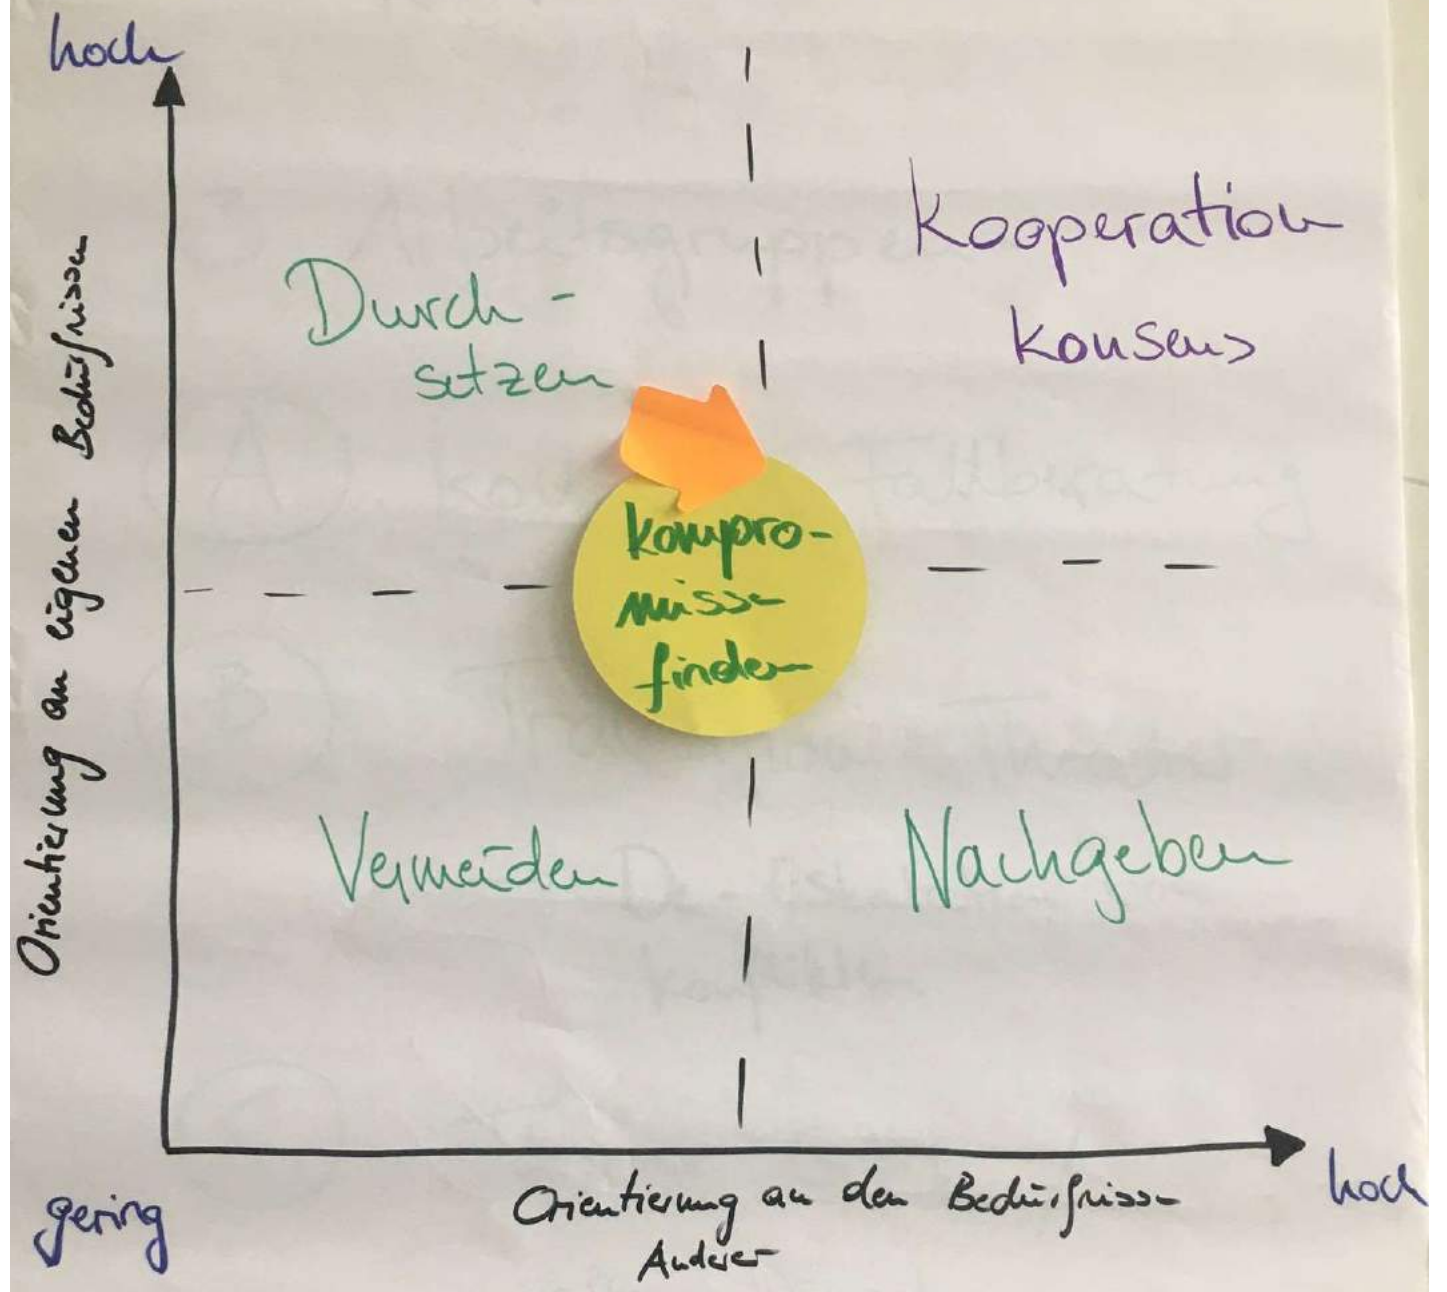 hoch
Orientierung an eigenen Bedürfnissen
Durch-
setzen
Kooperation
Konsens
Kompro-
misse
finden
Vermeiden
Nachgeben
gering
Orientierung an den Bedürfnissen
Anderer
hoch